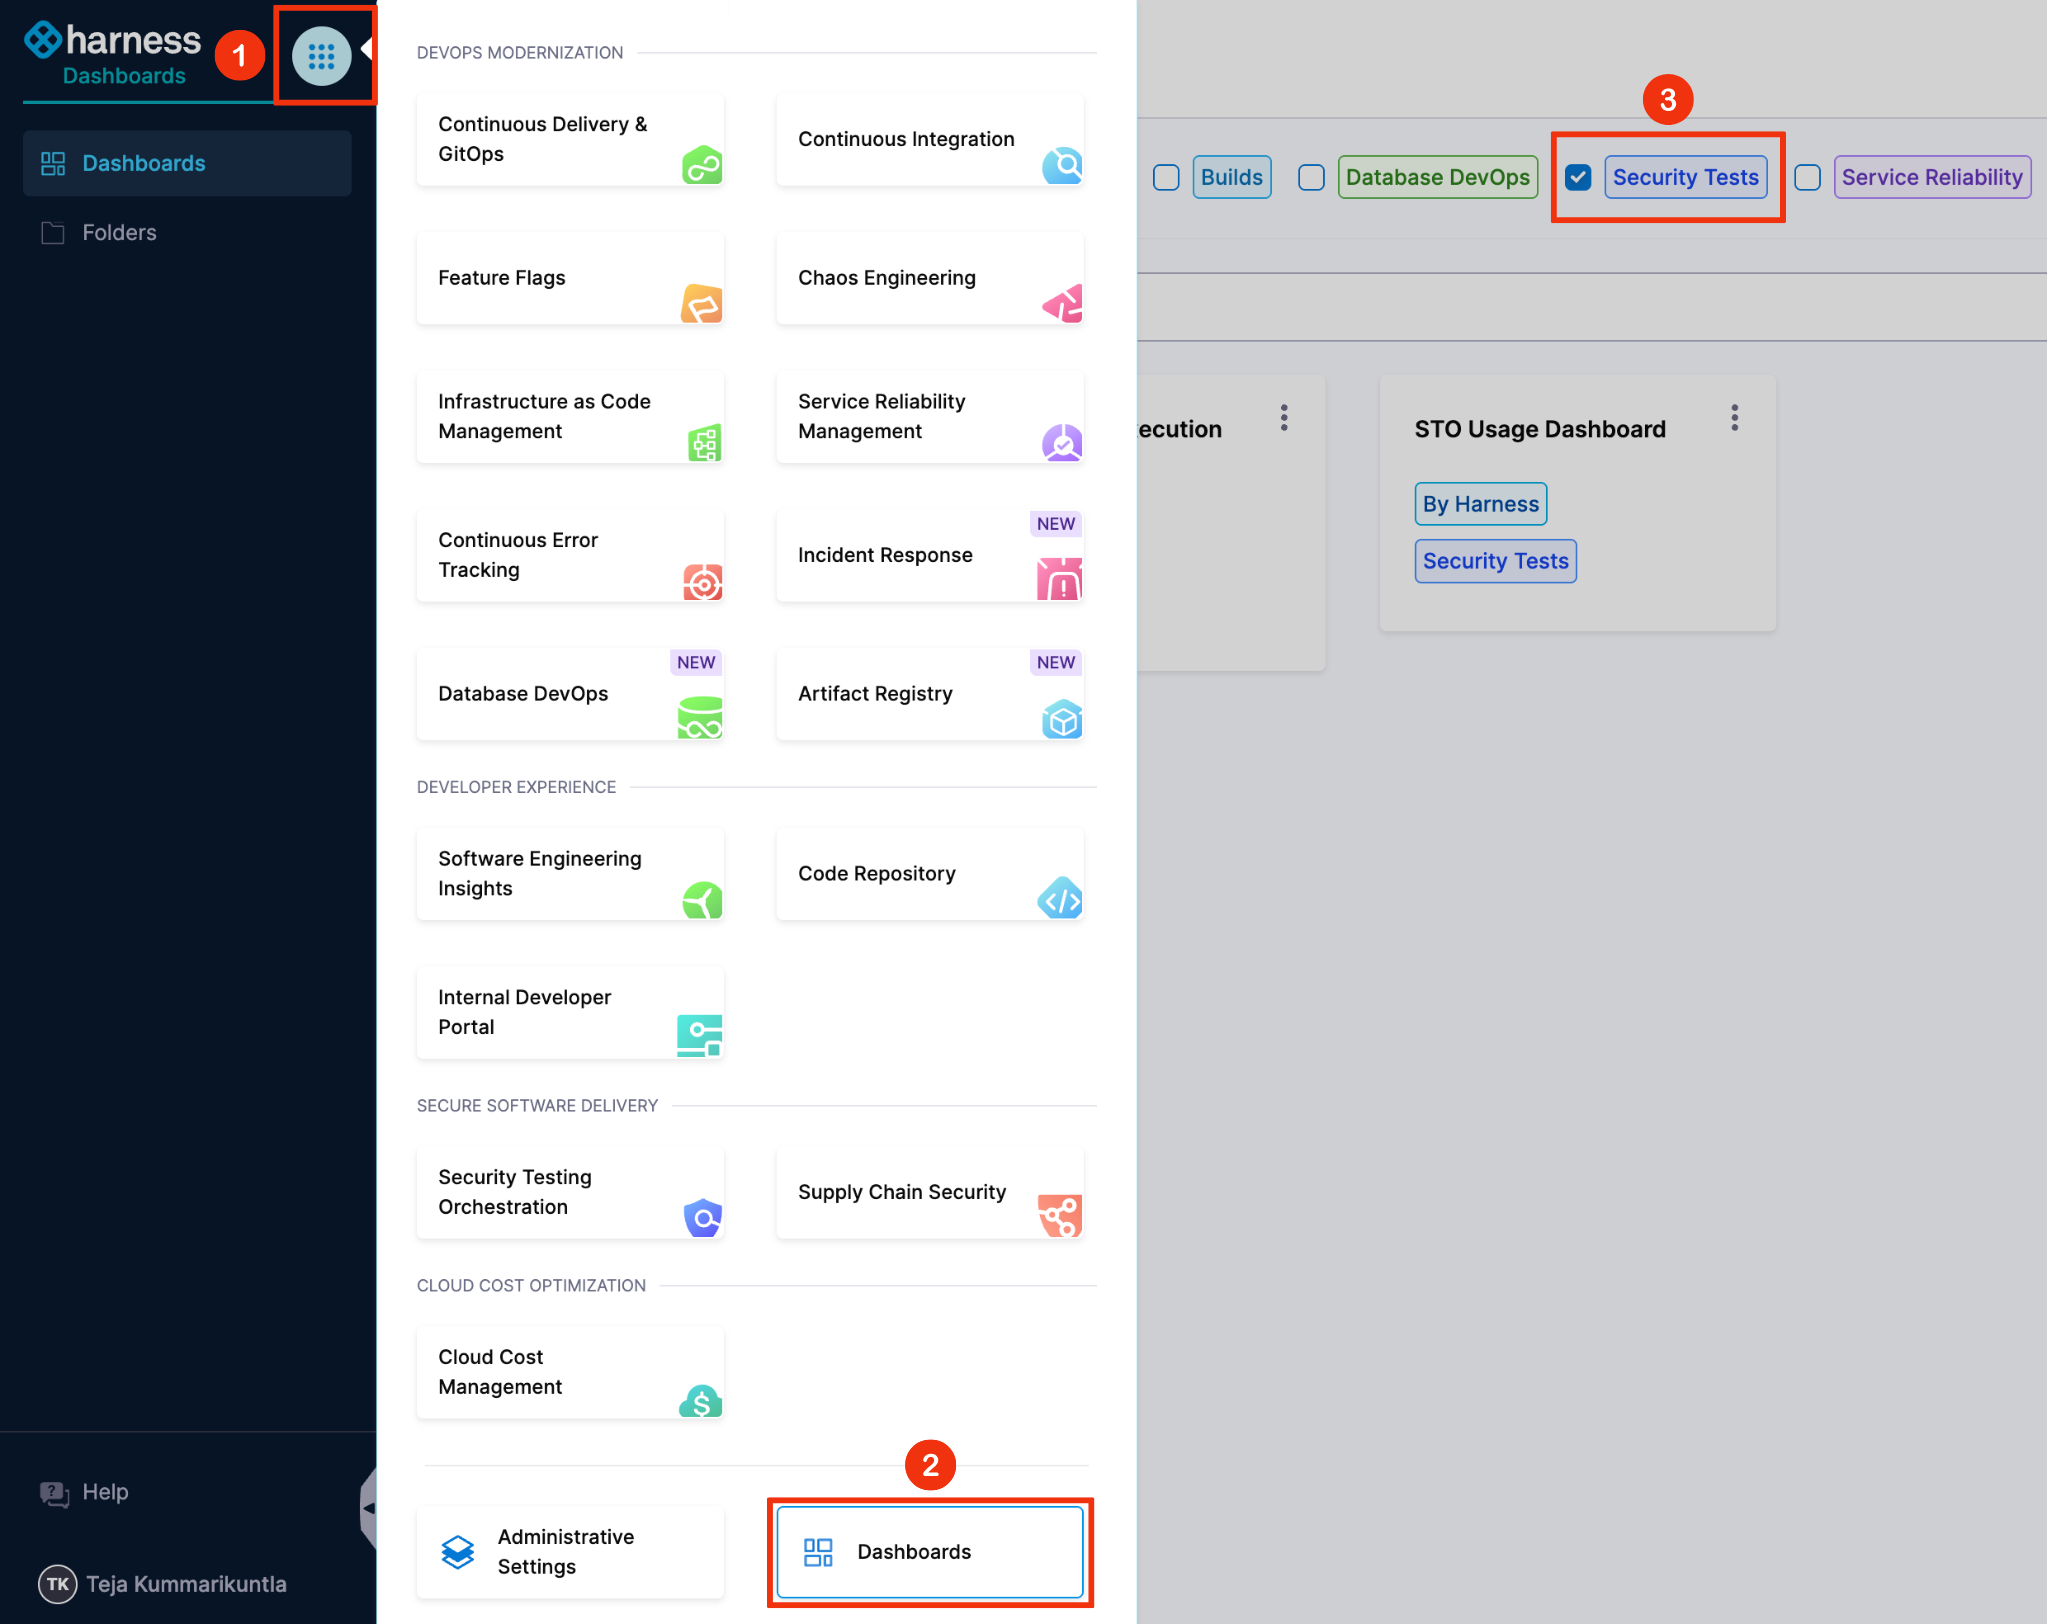 harness
Dashboards
1
Dashboards
Folders
Help
TK
Teja Kummarikuntla
DEVOPS MODERNIZATION
Continuous Delivery &
GitOps
Continuous Integration
Feature Flags
Chaos Engineering
Infrastructure as Code
Management
Service Reliability
Management
Continuous Error
Tracking
NEW
Incident Response
NEW
Database DevOps
NEW
Artifact Registry
DEVELOPER EXPERIENCE
Software Engineering
Insights
Code Repository
Internal Developer
Portal
SECURE SOFTWARE DELIVERY
Security Testing
Orchestration
Supply Chain Security
CLOUD COST OPTIMIZATION
Cloud Cost
Management
2
Administrative
Settings
Dashboards
3
Builds
Database DevOps
Security Tests
Service Reliability
ecution
STO Usage Dashboard
By Harness
Security Tests